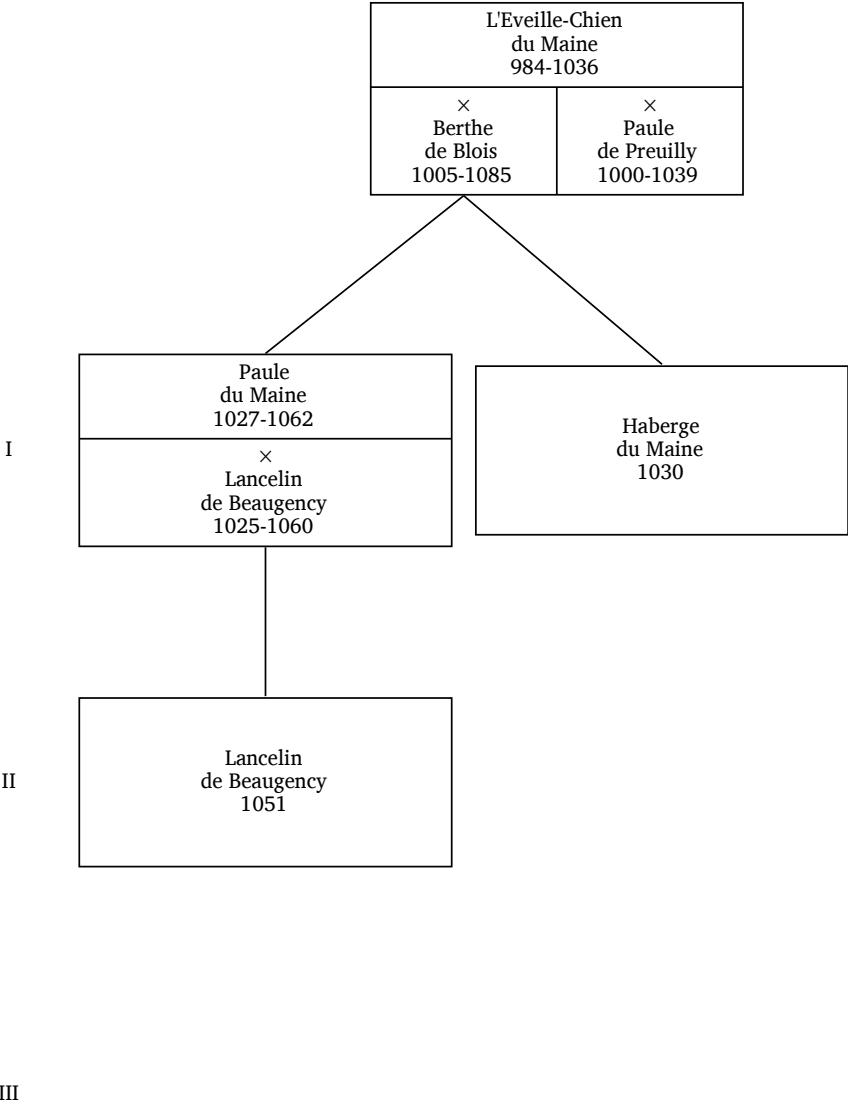 L'Eveille-Chien
du Maine
984-1036
×
Berthe
de Blois
1005-1085
×
Paule
de Preuilly
1000-1039
I
Paule
du Maine
1027-1062
×
Lancelin
de Beaugency
1025-1060
Haberge
du Maine
1030
II
Lancelin
de Beaugency
1051
III